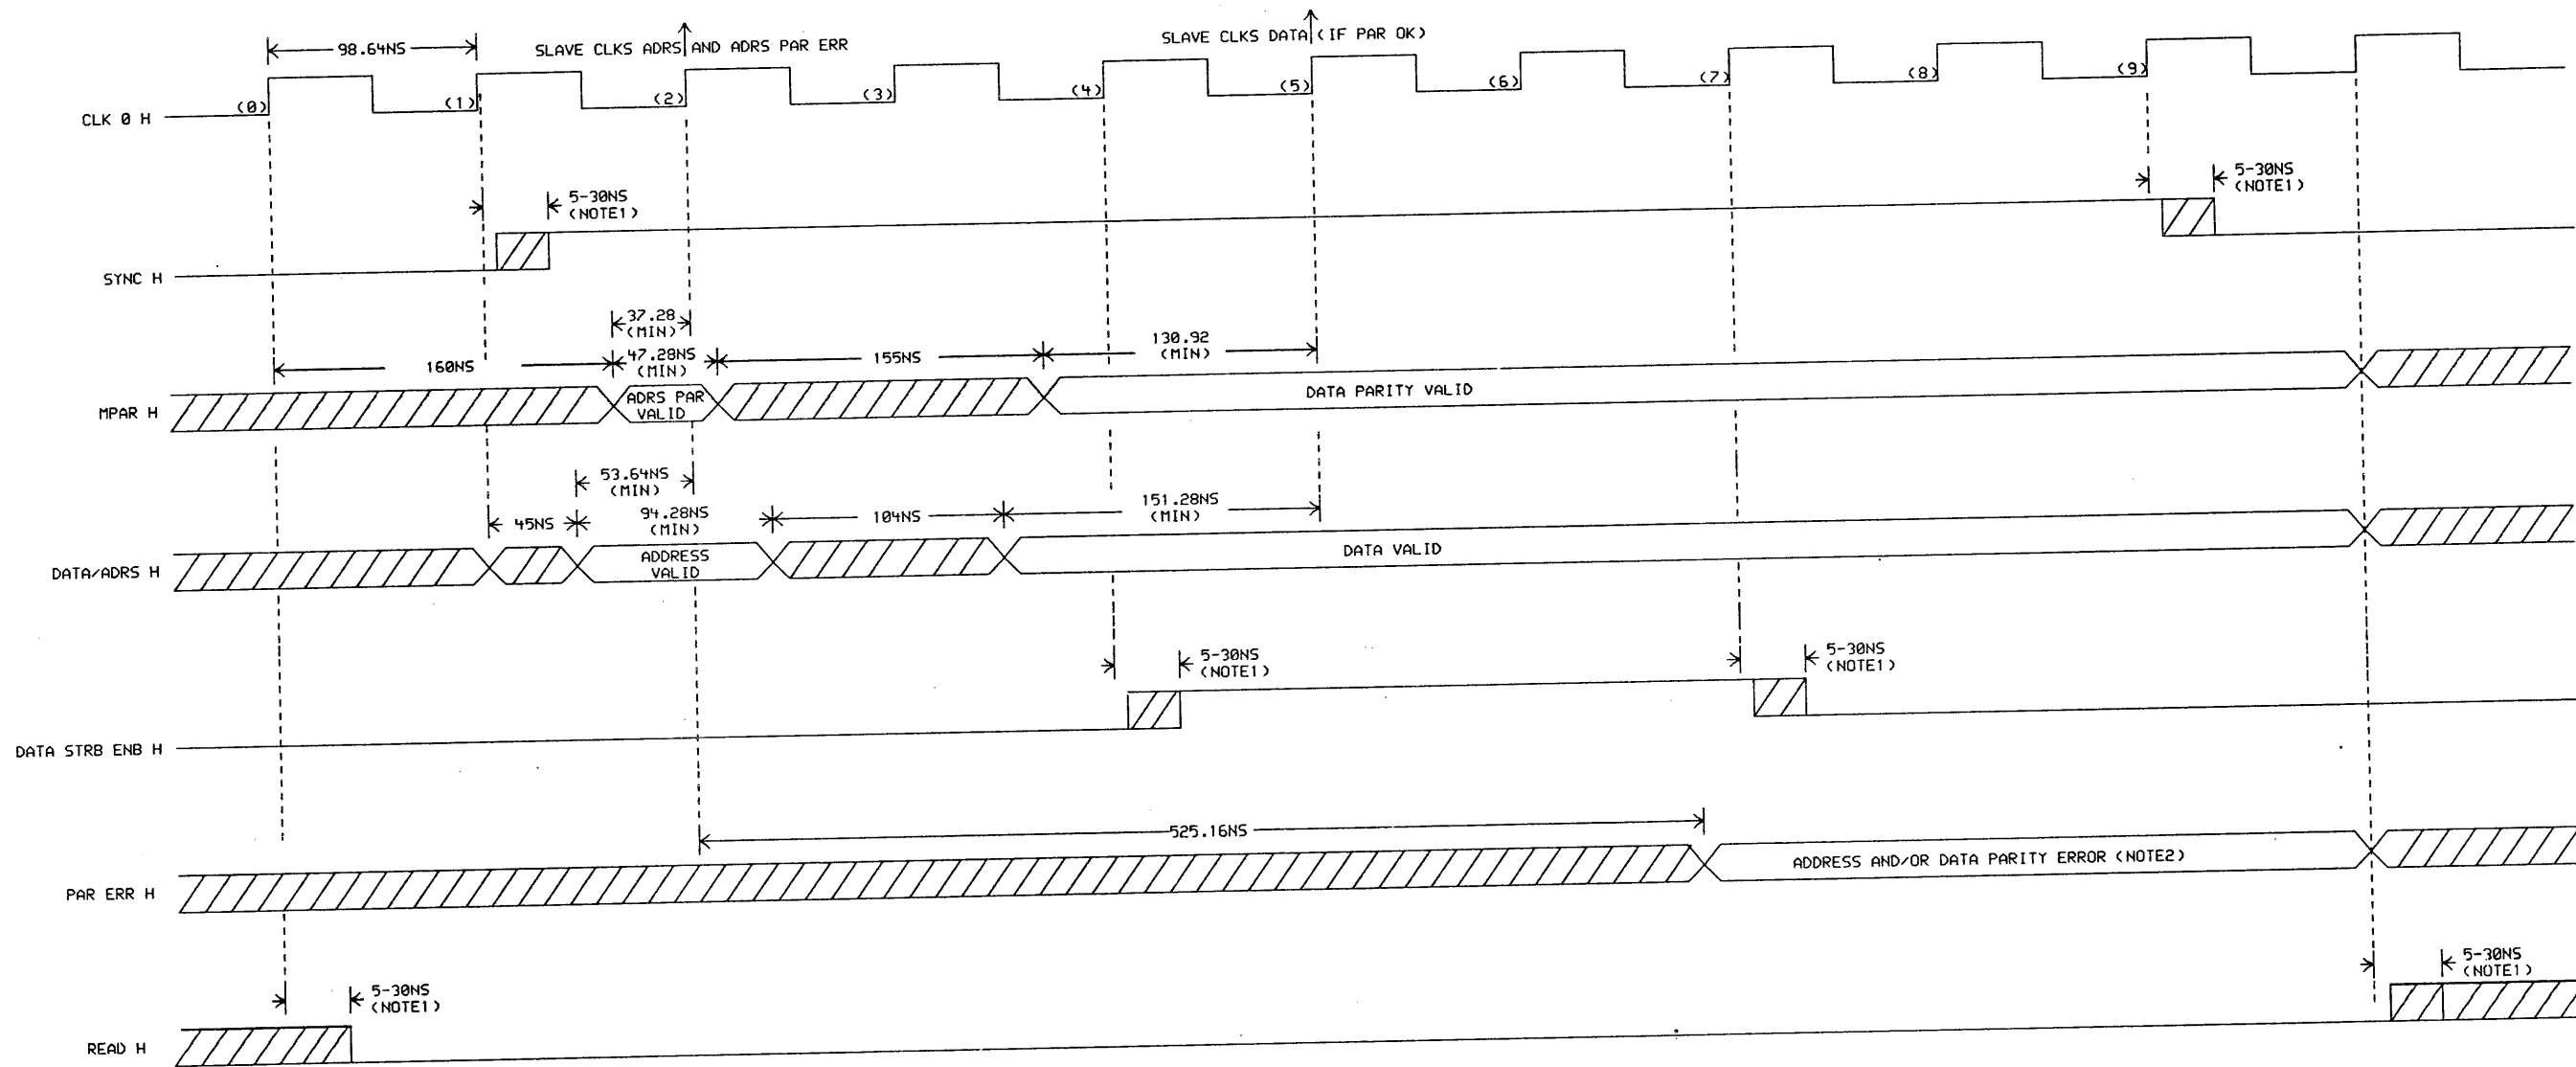 98.64NS
SLAVE CLKS ADRS AND ADRS PAR ERR
SLAVE CLKS DATA (IF PAR OK)
CLK 0 H
(0)
(1)
(2)
(3)
(4)
(5)
(6)
(7)
(8)
(9)
5-30NS
(NOTE1)
5-30NS
(NOTE1)
SYNC H
37.28
(MIN)
160NS
47.28NS
(MIN)
155NS
130.92
(MIN)
MPAR H
ADRS PAR
VALID
DATA PARITY VALID
53.64NS
(MIN)
45NS
94.28NS
(MIN)
104NS
151.28NS
(MIN)
DATA/ADRS H
ADDRESS
VALID
DATA VALID
5-30NS
(NOTE1)
5-30NS
(NOTE1)
DATA STRB ENB H
525.16NS
PAR ERR H
ADDRESS AND/OR DATA PARITY ERROR (NOTE2)
5-30NS
(NOTE1)
5-30NS
(NOTE1)
READ H